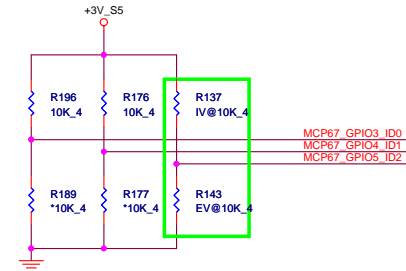 +3V_S5
R196
10K_4
R176
10K_4
R137
IV@10K_4
MCP67_GPIO3_ID0
MCP67_GPIO4_ID1
MCP67_GPIO5_ID2
R189
*10K_4
R177
*10K_4
R143
EV@10K_4